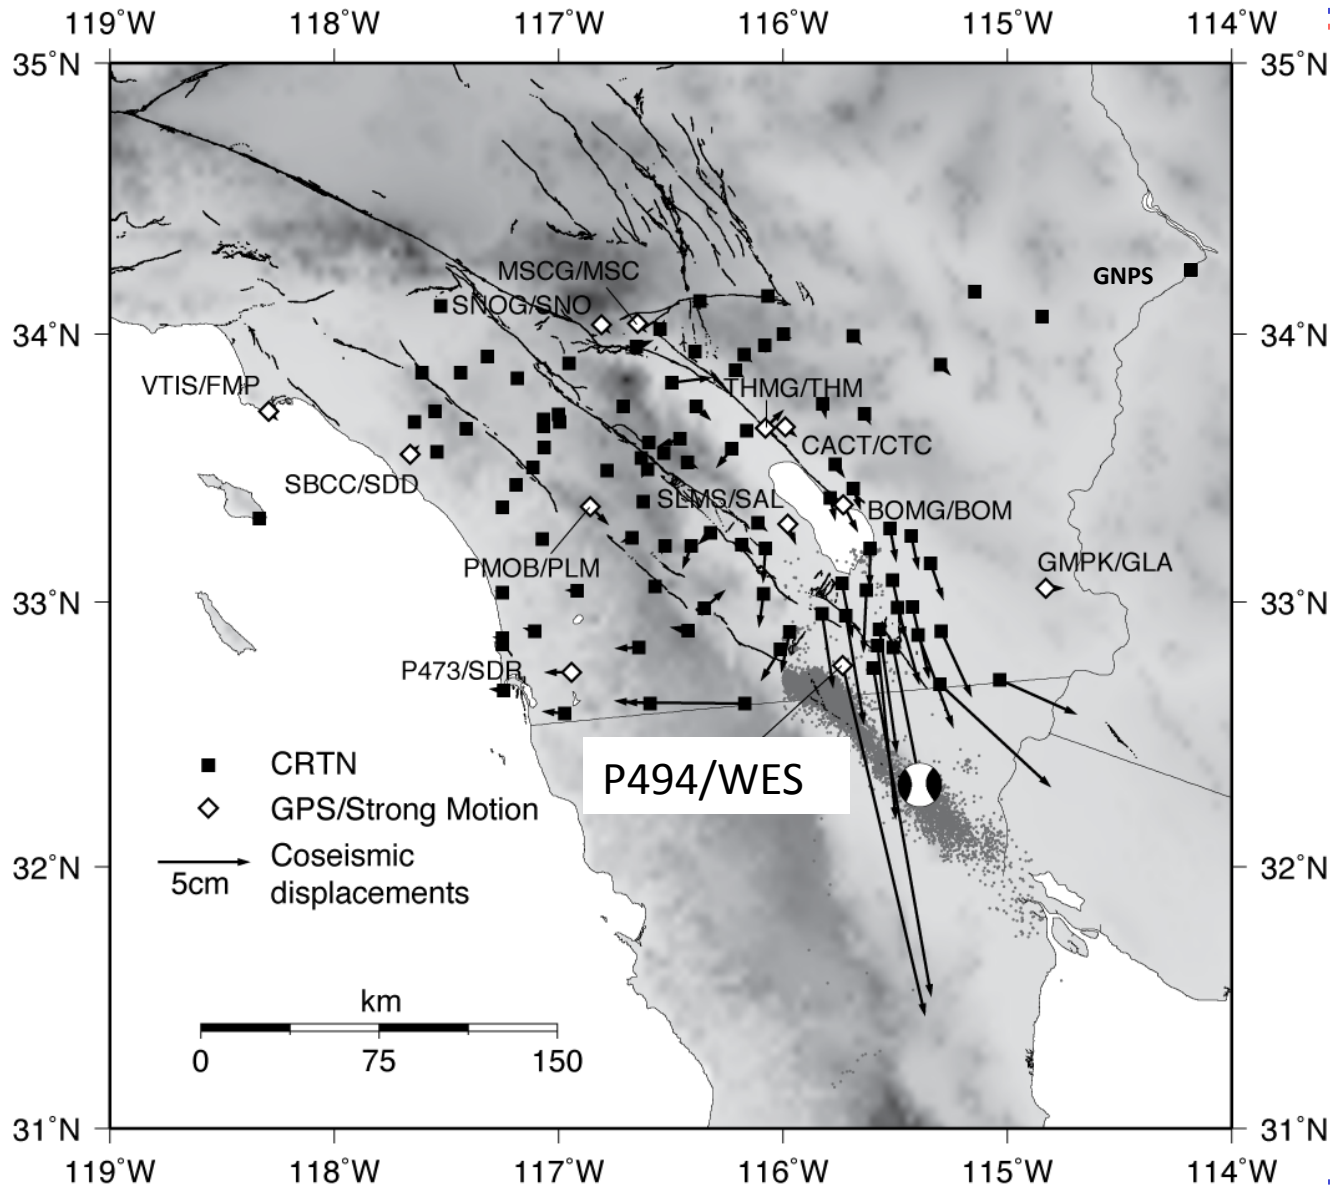 119˚W 118˚W 117˚W 116˚W 115˚W 114˚W
35˚N 35˚N
MSCG/MSC
GNPS
SNOG/SNO
34˚N 34˚N
VTIS/FMP
THMG/THM
CACT/CTC
SBCC/SDD
SLMS/SAL
BOMG/BOM
PMOB/PLM
GMPK/GLA
33˚N 33˚N
P473/SDR
P494/WES
CRTN
GPS/Strong Motion
Coseismic
5cm
displacements
32˚N 32˚N
km
0 75 150
31˚N 31˚N
119˚W 118˚W 117˚W 116˚W 115˚W 114˚W